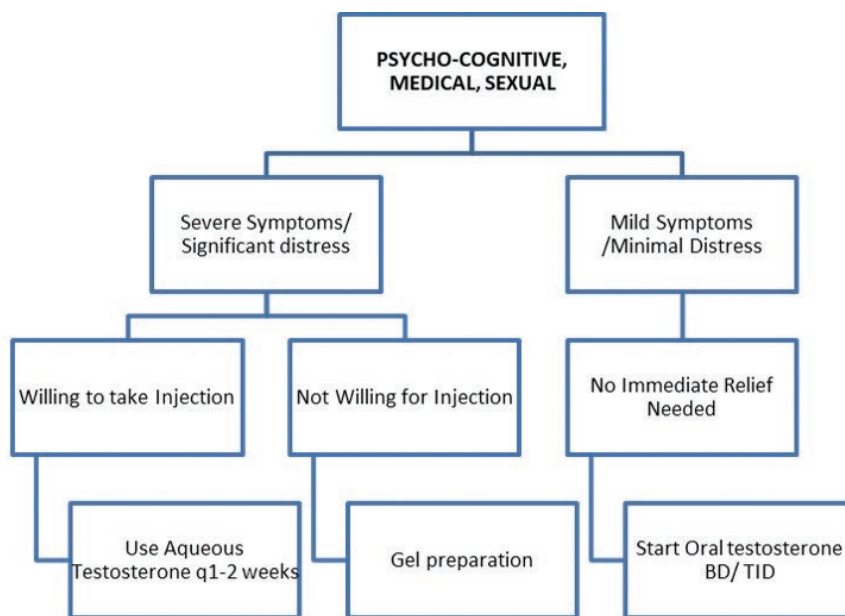 PSYCHO-COGNITIVE,
MEDICAL, SEXUAL
Severe Symptoms/
Significant distress
Mild Symptoms
/Minimal Distress
Willing to take Injection
Not Willing for Injection
No Immediate Relief
Needed
Use Aqueous
Testosterone q1-2 weeks
Gel preparation
Start Oral testosterone
BD/ TID